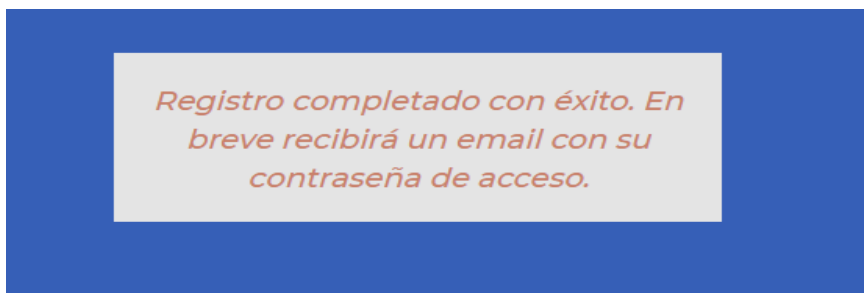 Registro completado con éxito. En
breve recibirá un email con su
contraseña de acceso.